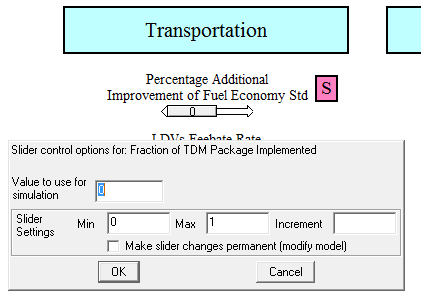 Transportation
Percentage Additional
Improvement of Fuel Economy Std
S
0
LDVs Feebate Rate
Slider control options for: Fraction of TDM Package Implemented
Value to use for
simulation
0
Slider
Settings
Min
0
Max
1
Increment
Make slider changes permanent (modify model)
OK
Cancel